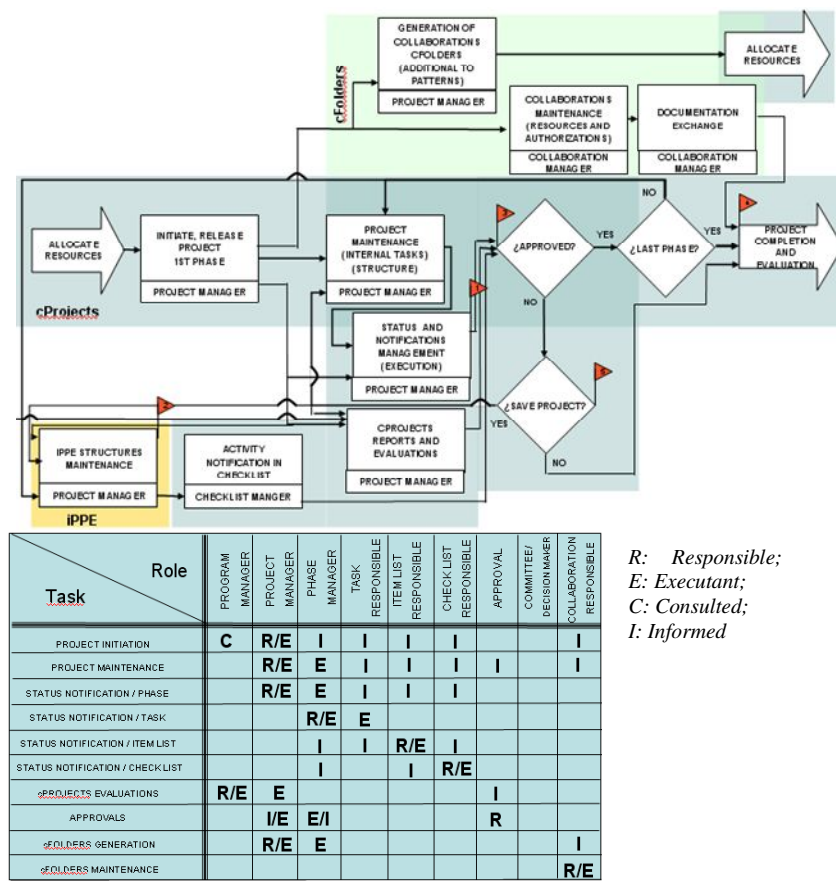 GENERATION OF
COLLABORATIONS
CFOLDERS
(ADDITIONAL TO
PATTERNS)
PROJECT MANAGER
ALLOCATE
RESOURCES
cFolders
COLLABORATIONS
MAINTENANCE
(RESOURCES AND
AUTHORIZATIONS)
COLLABORATION
MANAGER
DOCUMENTATION
EXCHANGE
COLLABORATION
MANAGER
NO
ALLOCATE
RESOURCES
INITIATE, RELEASE
PROJECT
1ST PHASE
PROJECT MANAGER
PROJECT
MAINTENANCE
(INTERNAL TASKS)
(STRUCTURE)
PROJECT MANAGER
3
¿APPROVED?
YES
¿LAST PHASE?
YES
4
PROJECT
COMPLETION
AND
EVALUATION
cProjects
1
NO
STATUS AND
NOTIFICATIONS
MANAGEMENT
(EXECUTION)
PROJECT MANAGER
5
¿SAVE PROJECT?
YES
NO
2
IPPE STRUCTURES
MAINTENANCE
PROJECT MANAGER
iPPE
ACTIVITY
NOTIFICATION IN
CHECKLIST
CHECKLIST MANGER
CPROJECTS
REPORTS AND
EVALUATIONS
PROJECT MANAGER
Role
Task
PROGRAM
MANAGER
PROJECT
MANAGER
PHASE
MANAGER
TASK
RESPONSIBLE
ITEM LIST
RESPONSIBLE
CHECK LIST
RESPONSIBLE
APPROVAL
COMMITTEE/
DECISION MAKER
COLLABORATION
RESPONSIBLE
PROJECT INITIATION C R/E I I I I I
PROJECT MAINTENANCE R/E E I I I I I
STATUS NOTIFICATION / PHASE R/E E I I I
STATUS NOTIFICATION / TASK R/E E
STATUS NOTIFICATION / ITEM LIST I I R/E I
STATUS NOTIFICATION / CHECK LIST I I R/E
cPROJECTS EVALUATIONS R/E E I
APPROVALS I/E E/I R
cFOLDERS GENERATION R/E E I
cFOLDERS MAINTENANCE R/E
R: Responsible;
E: Executant;
C: Consulted;
I: Informed